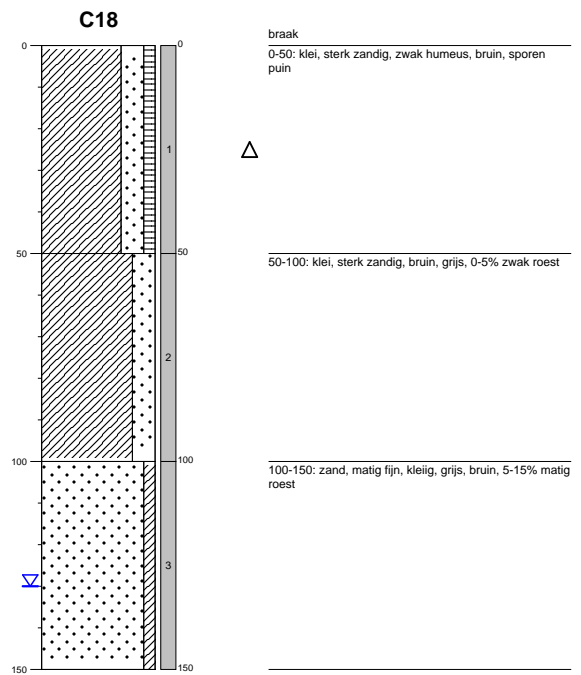 C18
braak
0
0
0-50: klei, sterk zandig, zwak humeus, bruin, sporen
puin
1
50
50
50-100: klei, sterk zandig, bruin, grijs, 0-5% zwak roest
2
100
100
100-150: zand, matig fijn, kleiig, grijs, bruin, 5-15% matig
roest
3
150
150